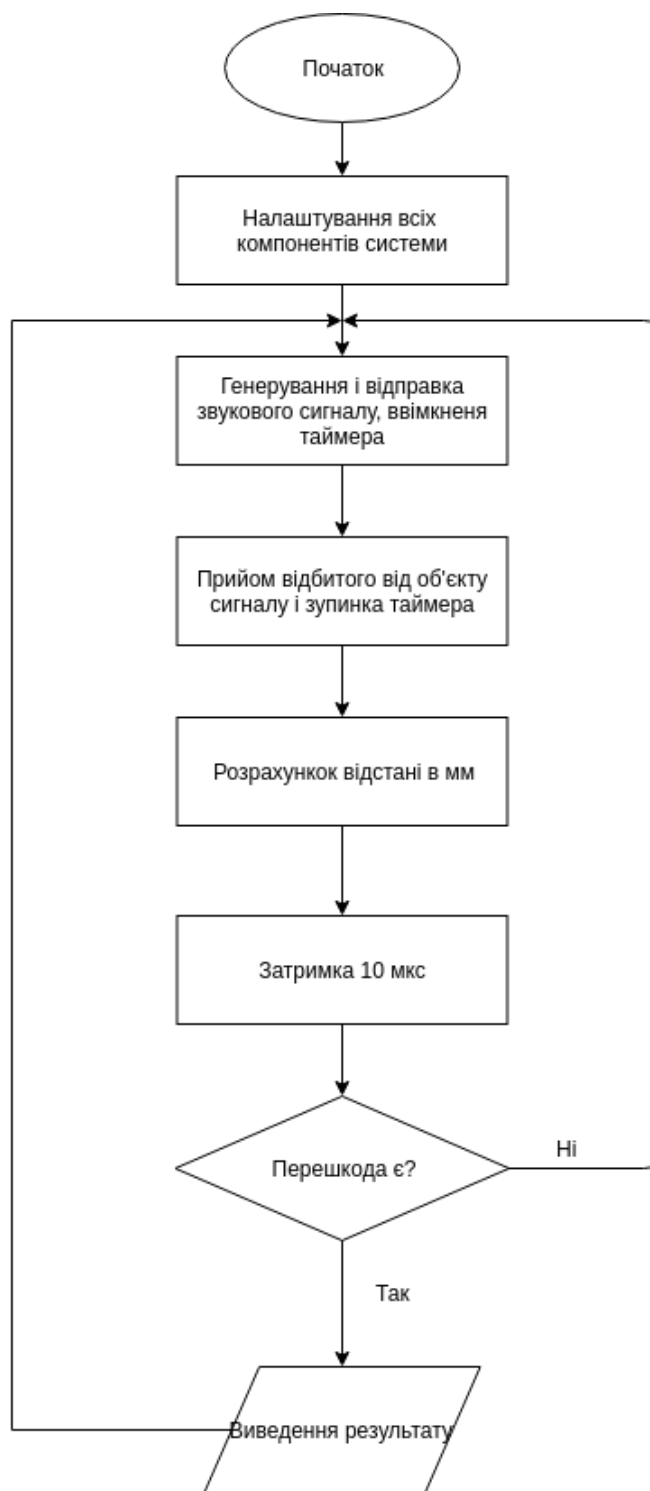 Початок
Налаштування всіх
компонентів системи
Генерування і відправка
звукового сигналу, ввімкненя
таймера
Прийом відбитого від об'єкту
сигналу і зупинка таймера
Розрахункок відстані в мм
Затримка 10 мкс
Перешкода є?
Ні
Так
Виведення результату